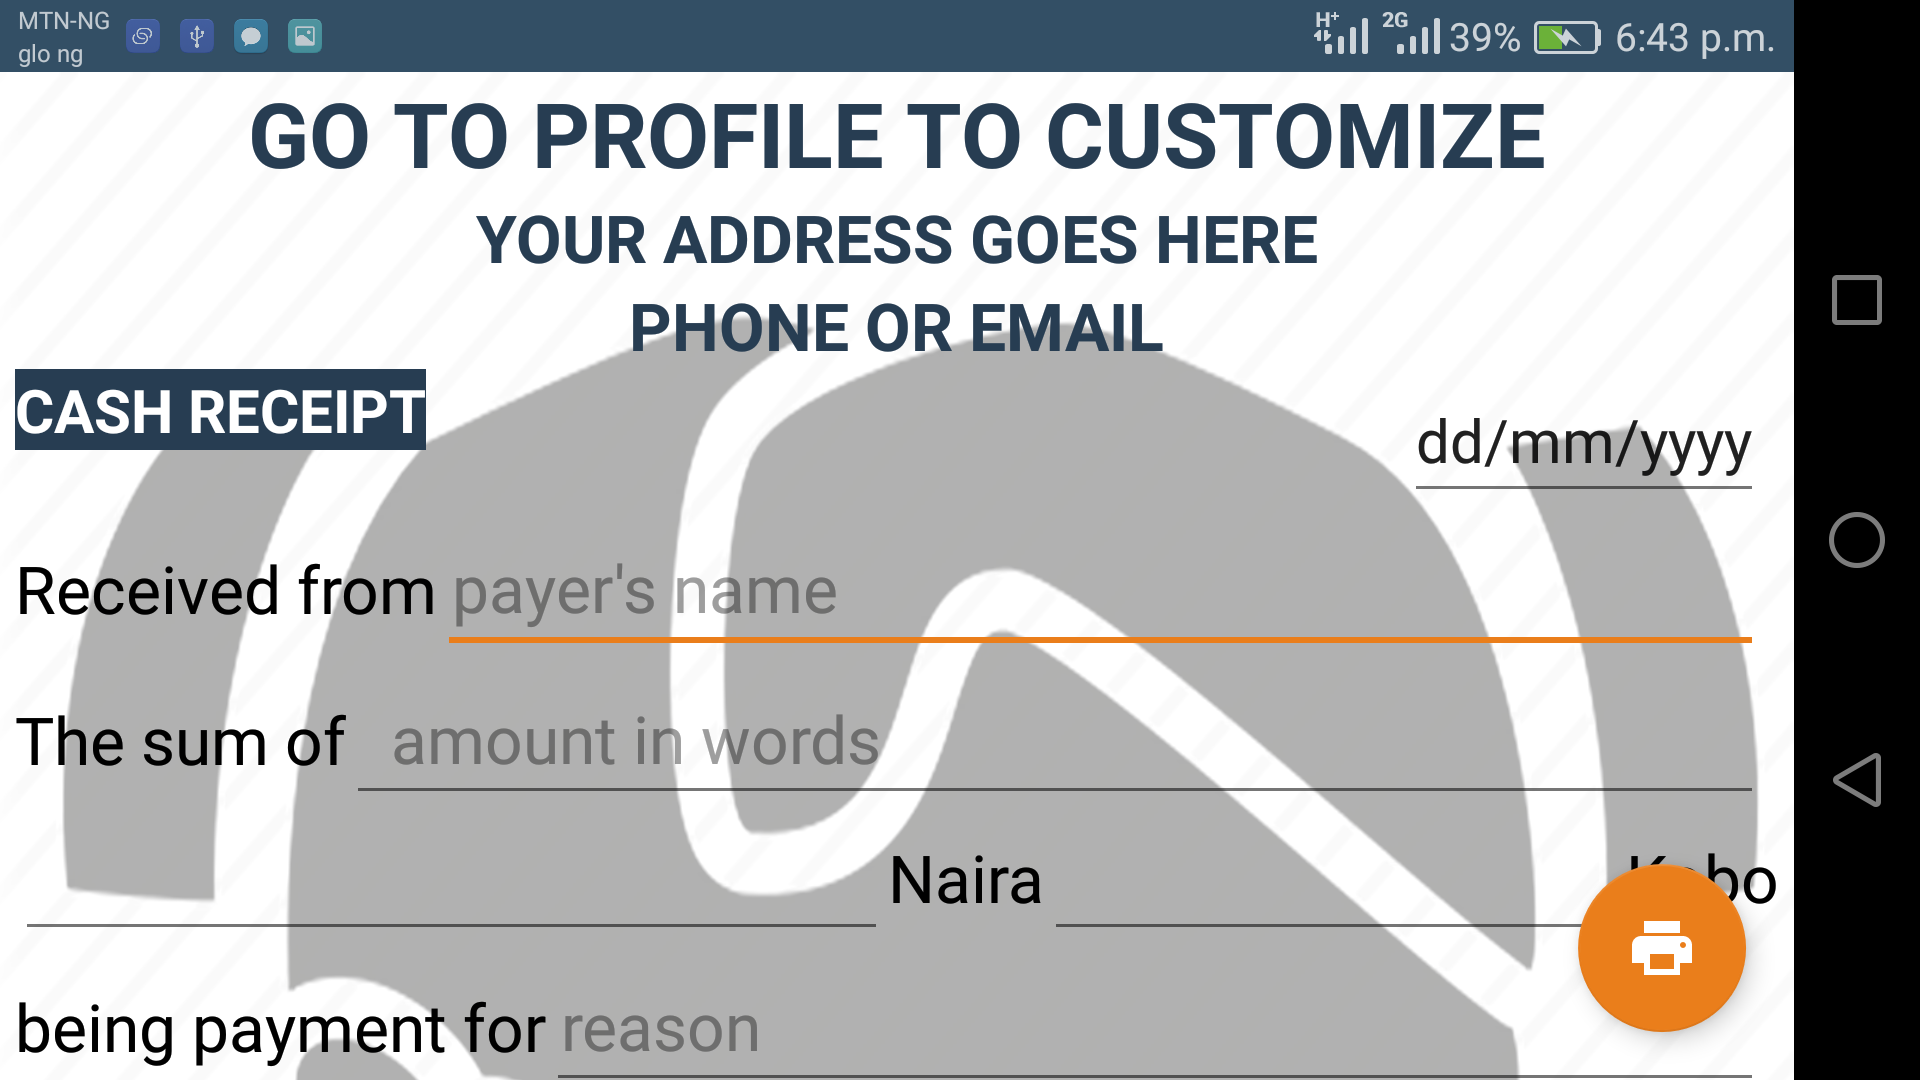 MTN-NG
glo ng
H+ 2G 39% 6:43 p.m.
GO TO PROFILE TO CUSTOMIZE
YOUR ADDRESS GOES HERE
PHONE OR EMAIL
CASH RECEIPT
dd/mm/yyyy
Received from payer's name
The sum of amount in words
Naira
being payment for reason